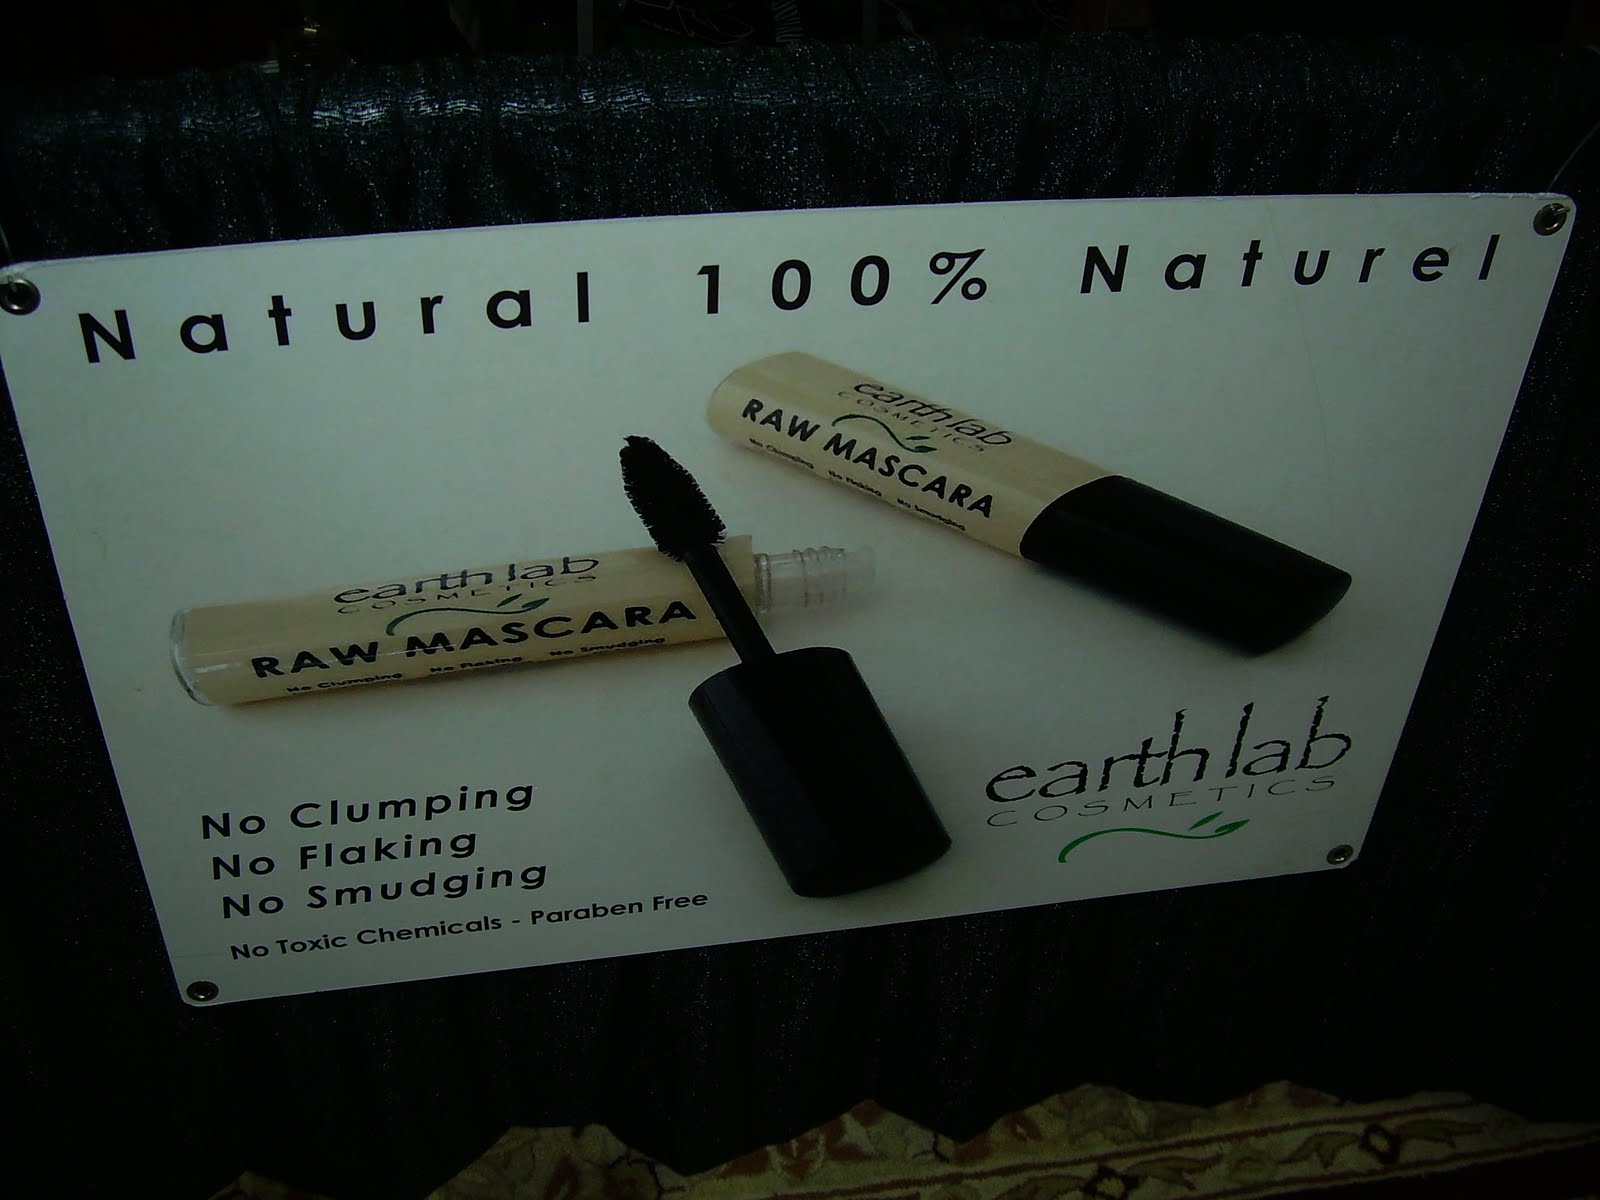 Natural 100% Naturel
earth lab
COSMETICS
RAW MASCARA
No Clumping No Flaking No Smudging
earth lab
COSMETICS
RAW MASCARA
No Clumping No Flaking No Smudging
No Clumping
No Flaking
No Smudging
No Toxic Chemicals - Paraben Free
earth lab
COSMETICS